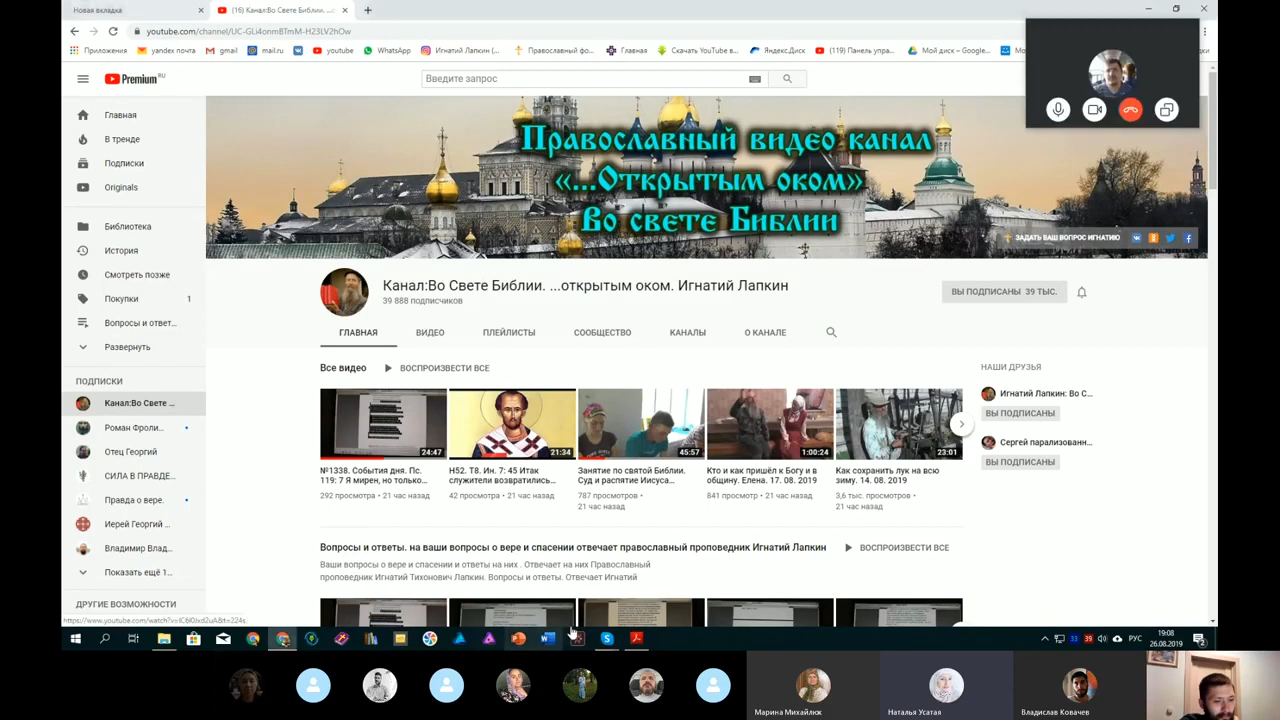 Новая вкладка
(16) Канал:Во Свете Библии. ...о
youtube.com/channel/UC-GLi4onmBTmM-H23LV2hOw
Приложения
yandex почта
gmail
mail.ru
youtube
WhatsApp
Игнатий Лапкин (...
Православный фо...
Главная
Скачать YouTube в...
Яндекс.Диск
(119) Панель упра...
Мой диск – Google...
Premium RU
Введите запрос
Главная
В тренде
Подписки
Originals
Библиотека
История
Смотреть позже
Покупки 1
Вопросы и ответ...
Развернуть
ПОДПИСКИ
Канал:Во Свете ...
Роман Фроли...
Отец Георгий
СИЛА В ПРАВДЕ...
Правда о вере.
Иерей Георгий ...
Владимир Влад...
Показать ещё 1...
ДРУГИЕ ВОЗМОЖНОСТИ
Православный видео канал
«...Открытым оком»
Во свете Библии
ЗАДАТЬ ВАШ ВОПРОС ИГНАТИЮ
Канал:Во Свете Библии. ...открытым оком. Игнатий Лапкин
39 888 подписчиков
ВЫ ПОДПИСАНЫ 39 ТЫС.
ГЛАВНАЯ
ВИДЕО
ПЛЕЙЛИСТЫ
СООБЩЕСТВО
КАНАЛЫ
О КАНАЛЕ
Все видео
ВОСПРОИЗВЕСТИ ВСЕ
24:47
21:34
45:57
1:00:24
23:01
№1338. События дня. Пс.
119: 7 Я мирен, но только...
292 просмотра • 21 час назад
Н52. Т8. Ин. 7: 45 Итак
служители возвратились...
42 просмотра • 21 час назад
Занятие по святой Библии.
Суд и распятие Иисуса...
787 просмотров •
21 час назад
Кто и как пришёл к Богу и в
общину. Елена. 17. 08. 2019
841 просмотр • 21 час назад
Как сохранить лук на всю
зиму. 14. 08. 2019
3,6 тыс. просмотров •
21 час назад
НАШИ ДРУЗЬЯ
Игнатий Лапкин: Во С...
ВЫ ПОДПИСАНЫ
Сергей парализованн...
ВЫ ПОДПИСАНЫ
Вопросы и ответы. на ваши вопросы о вере и спасении отвечает православный проповедник Игнатий Лапкин
ВОСПРОИЗВЕСТИ ВСЕ
Ваши вопросы о вере и спасении и ответы на них . Отвечает на них Православный
проповедник Игнатий Тихонович Лапкин. Вопросы и ответы. Отвечает Игнатий
33
39
РУС
19:08
26.08.2019
2
Марина Михайлюк
Наталья Усатая
Владислав Ковачев